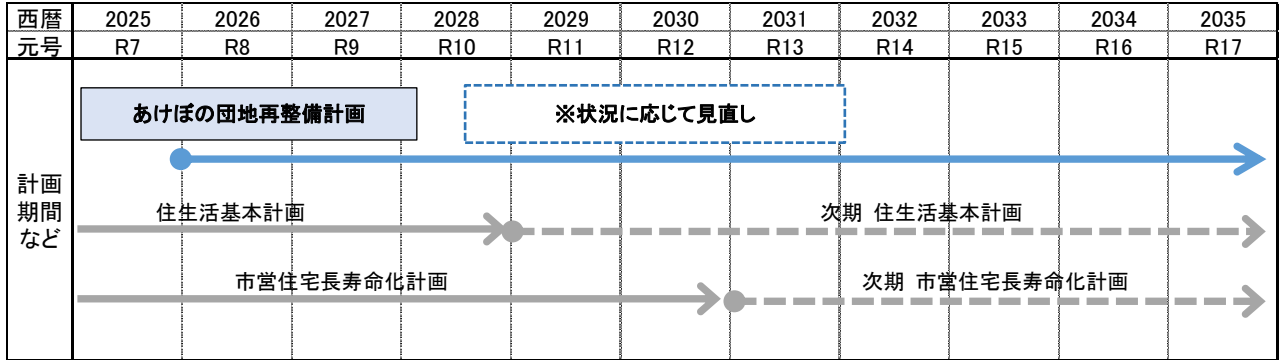 西暦 2025 2026 2027 2028 2029 2030 2031 2032 2033 2034 2035
元号 R7 R8 R9 R10 R11 R12 R13 R14 R15 R16 R17
計画
期間
など
あけぼの団地再整備計画 ※状況に応じて見直し
住生活基本計画 次期 住生活基本計画
市営住宅長寿命化計画 次期 市営住宅長寿命化計画